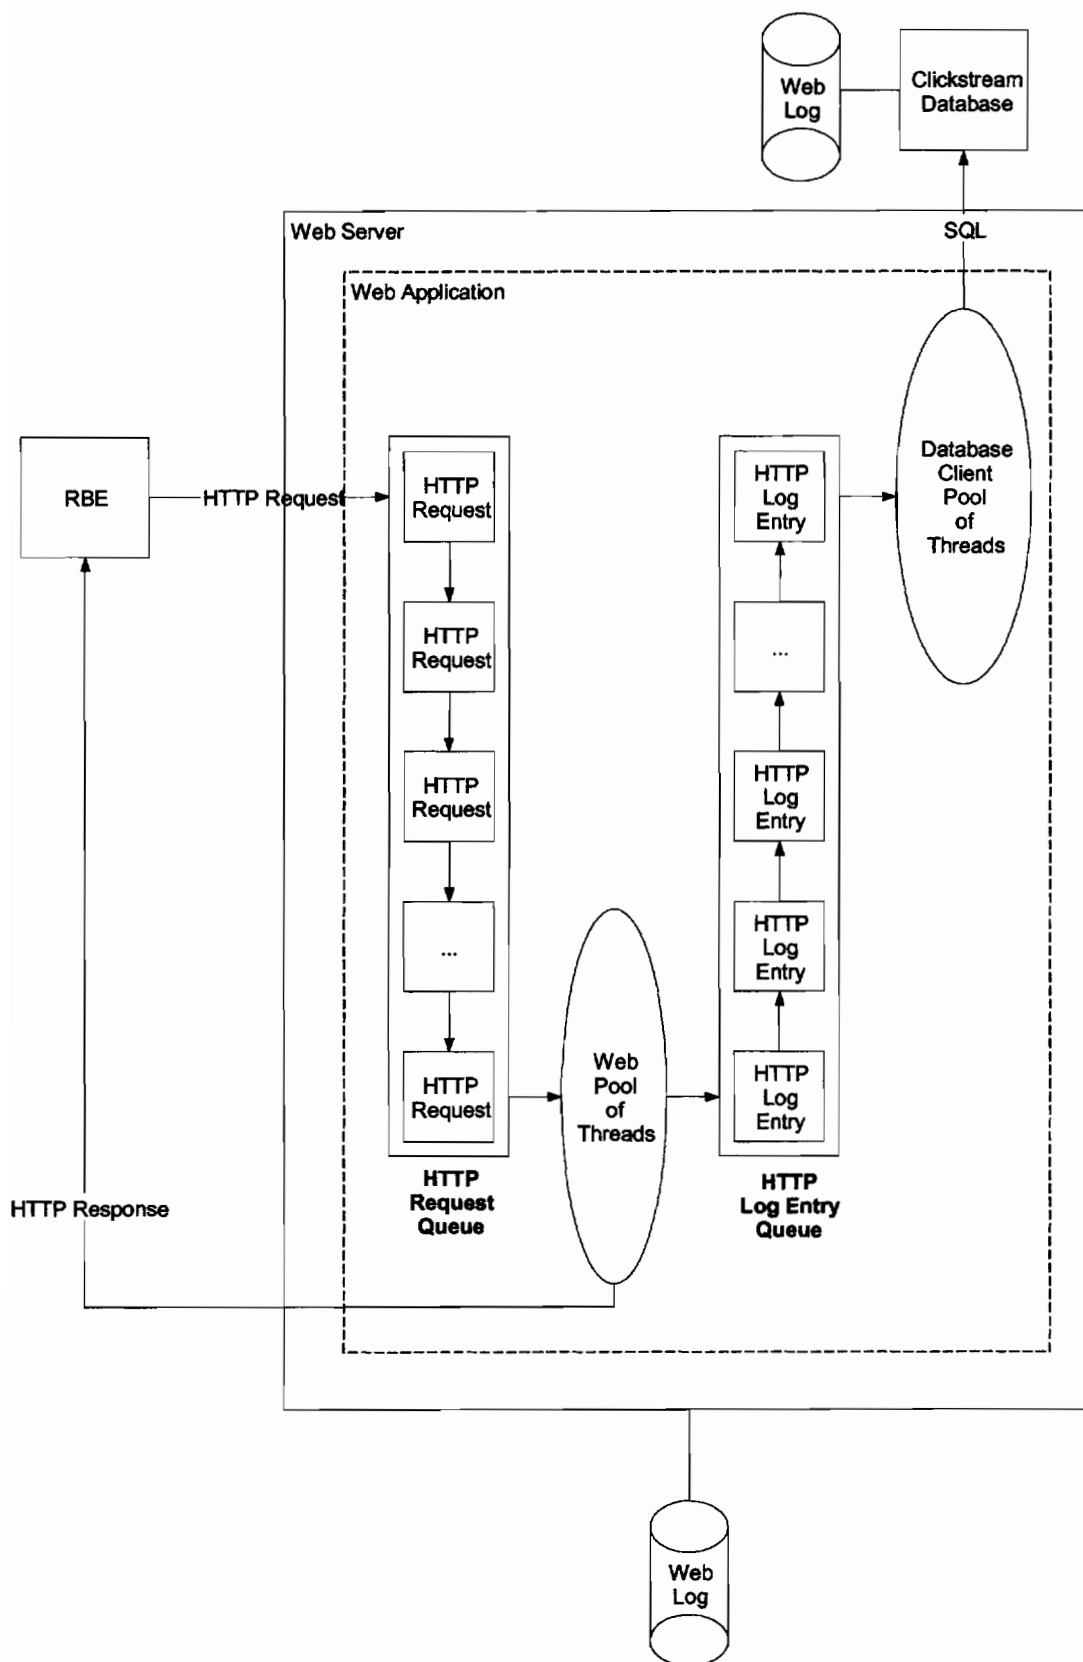 Web
Log
Clickstream
Database
Web Server
SQL
Web Application
RBE
HTTP Request
HTTP
Request
HTTP
Request
HTTP
Request
...
HTTP
Request
HTTP
Request
Queue
Web
Pool
of
Threads
HTTP
Log
Entry
...
HTTP
Log
Entry
HTTP
Log
Entry
HTTP
Log
Entry
HTTP
Log Entry
Queue
Database
Client
Pool
of
Threads
HTTP Response
Web
Log